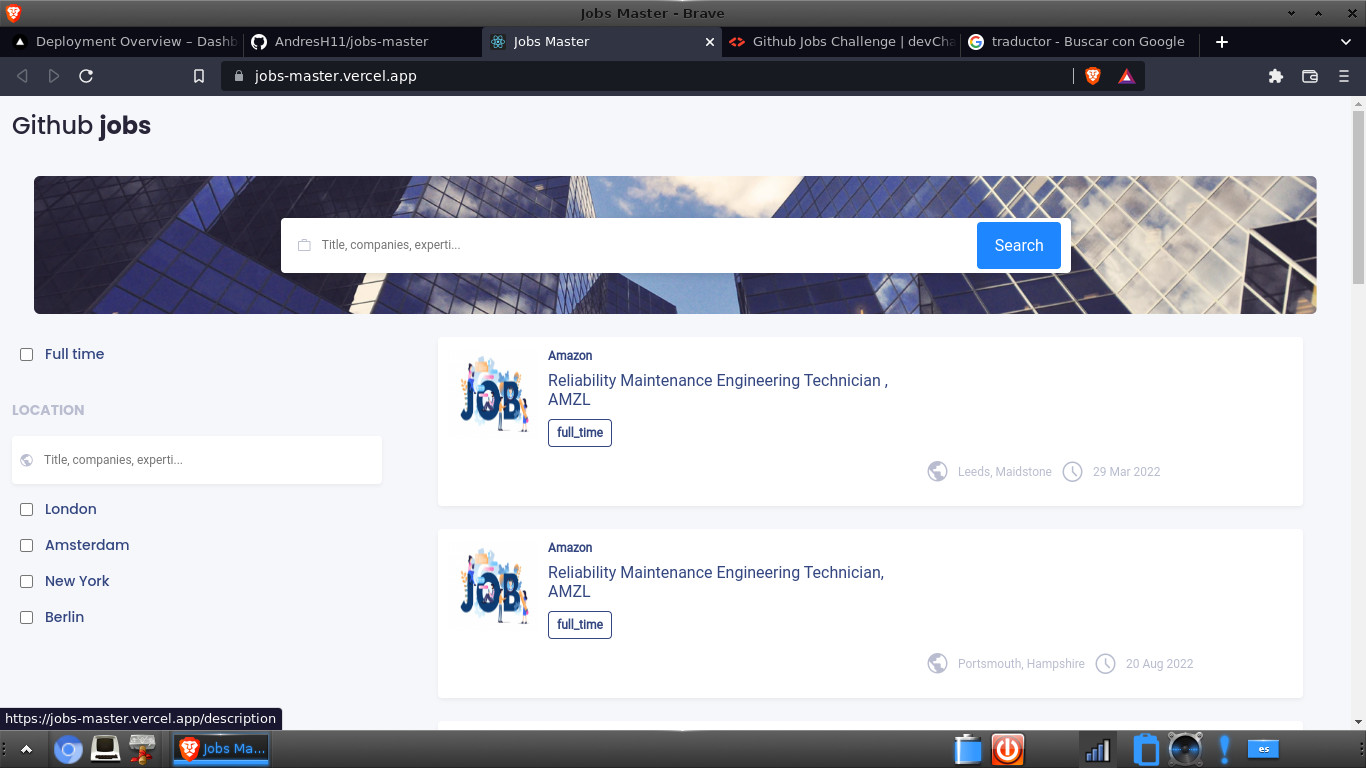 Jobs Master - Brave
Deployment Overview – Dashb
AndresH11/jobs-master
Jobs Master
Github Jobs Challenge | devCha
traductor - Buscar con Google
jobs-master.vercel.app
Github jobs
Title, companies, experti...
Search
Full time
LOCATION
Title, companies, experti...
London
Amsterdam
New York
Berlin
JOB
Amazon
Reliability Maintenance Engineering Technician ,
AMZL
full_time
Leeds, Maidstone
29 Mar 2022
JOB
Amazon
Reliability Maintenance Engineering Technician,
AMZL
full_time
Portsmouth, Hampshire
20 Aug 2022
https://jobs-master.vercel.app/description
Jobs Ma...
es